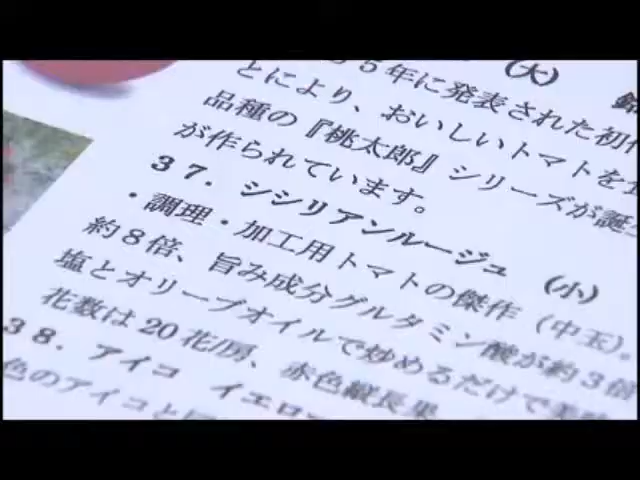 5年に発表された初代
(大)
とにより、おいしいトマトを
品種の『桃太郎』シリーズが誕生
が作られています。
37．シシリアンルージュ (小)
・調理・加工用トマトの傑作（中玉）。
約8倍、旨み成分グルタミン酸が約3倍
塩とオリーブオイルで炒めるだけで美味
花数は20花/房、赤色縦長果
38．アイコ イエロ
色のアイコと同